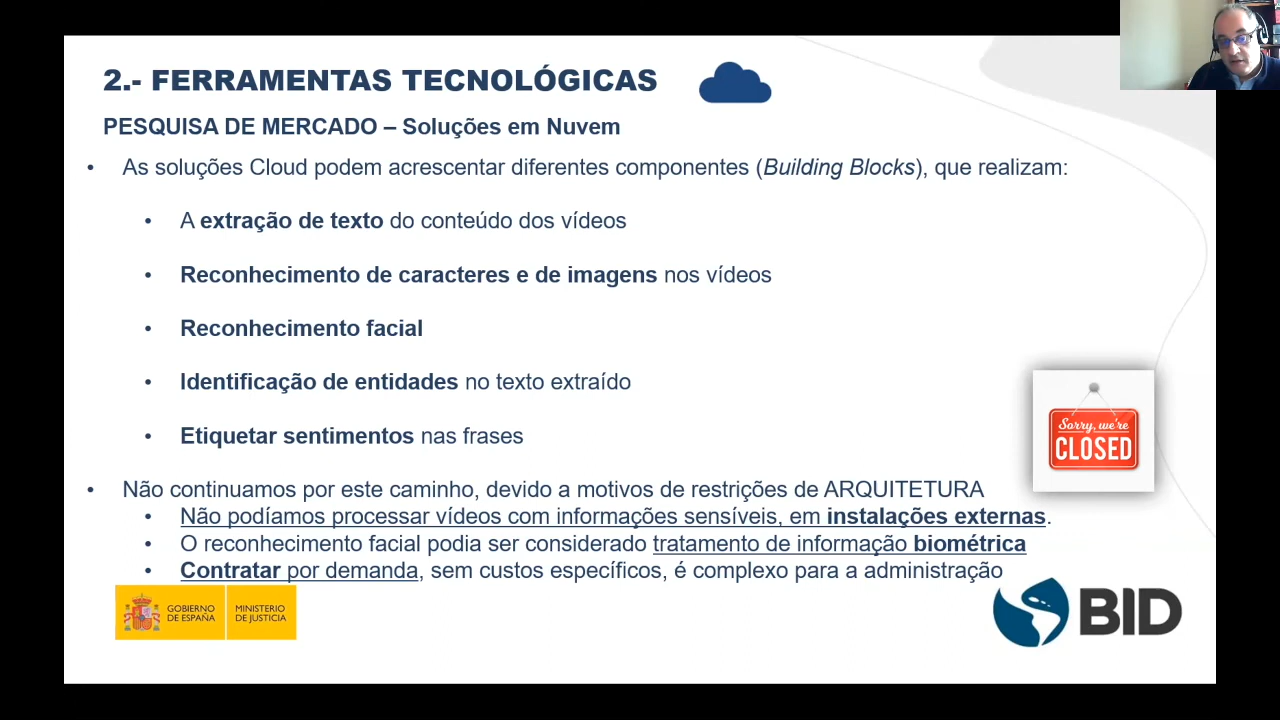 2.- FERRAMENTAS TECNOLÓGICAS
PESQUISA DE MERCADO – Soluções em Nuvem
• As soluções Cloud podem acrescentar diferentes componentes (Building Blocks), que realizam:
• A extração de texto do conteúdo dos vídeos
• Reconhecimento de caracteres e de imagens nos vídeos
• Reconhecimento facial
• Identificação de entidades no texto extraído
• Etiquetar sentimentos nas frases
Sorry, we're
CLOSED
• Não continuamos por este caminho, devido a motivos de restrições de ARQUITETURA
• Não podíamos processar vídeos com informações sensíveis, em instalações externas.
• O reconhecimento facial podia ser considerado tratamento de informação biométrica
• Contratar por demanda, sem custos específicos, é complexo para a administração
GOBIERNO
DE ESPAÑA
MINISTERIO
DE JUSTICIA
BID